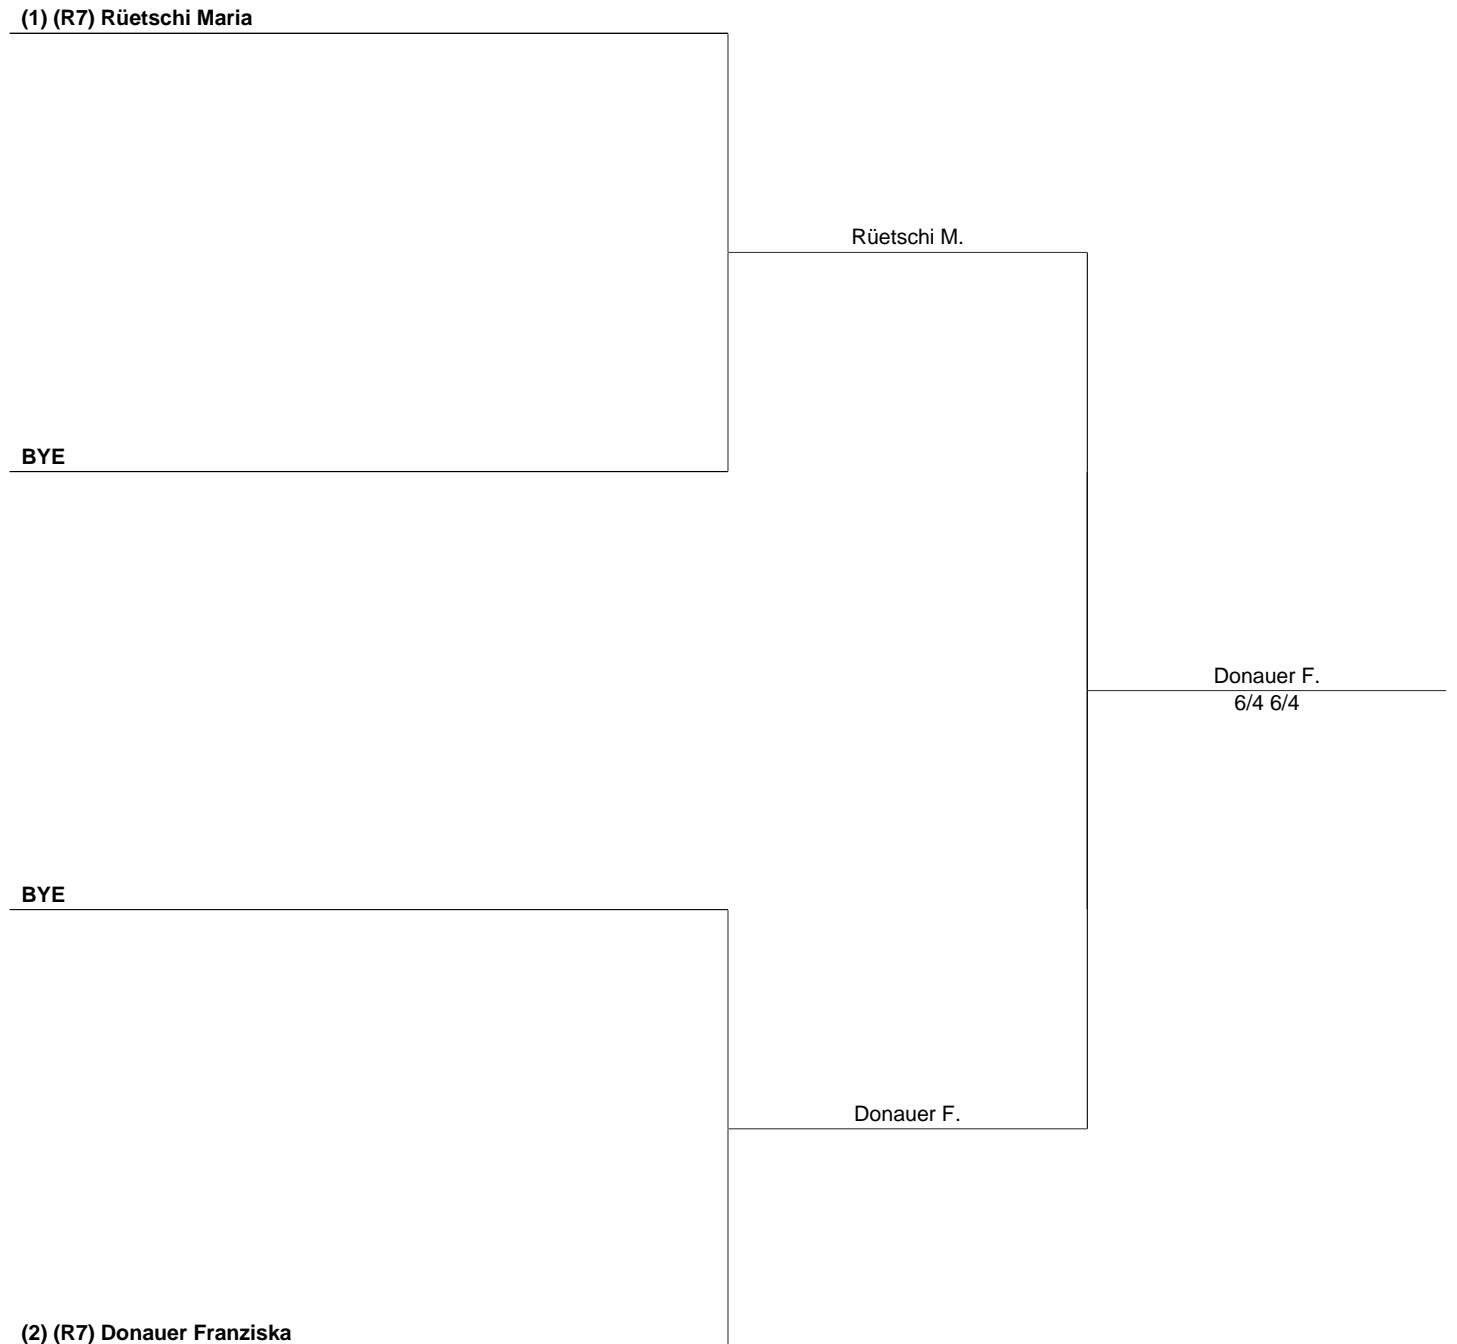 (1) (R7) Rüetschi Maria
Rüetschi M.
BYE
Donauer F.
6/4 6/4
BYE
Donauer F.
(2) (R7) Donauer Franziska